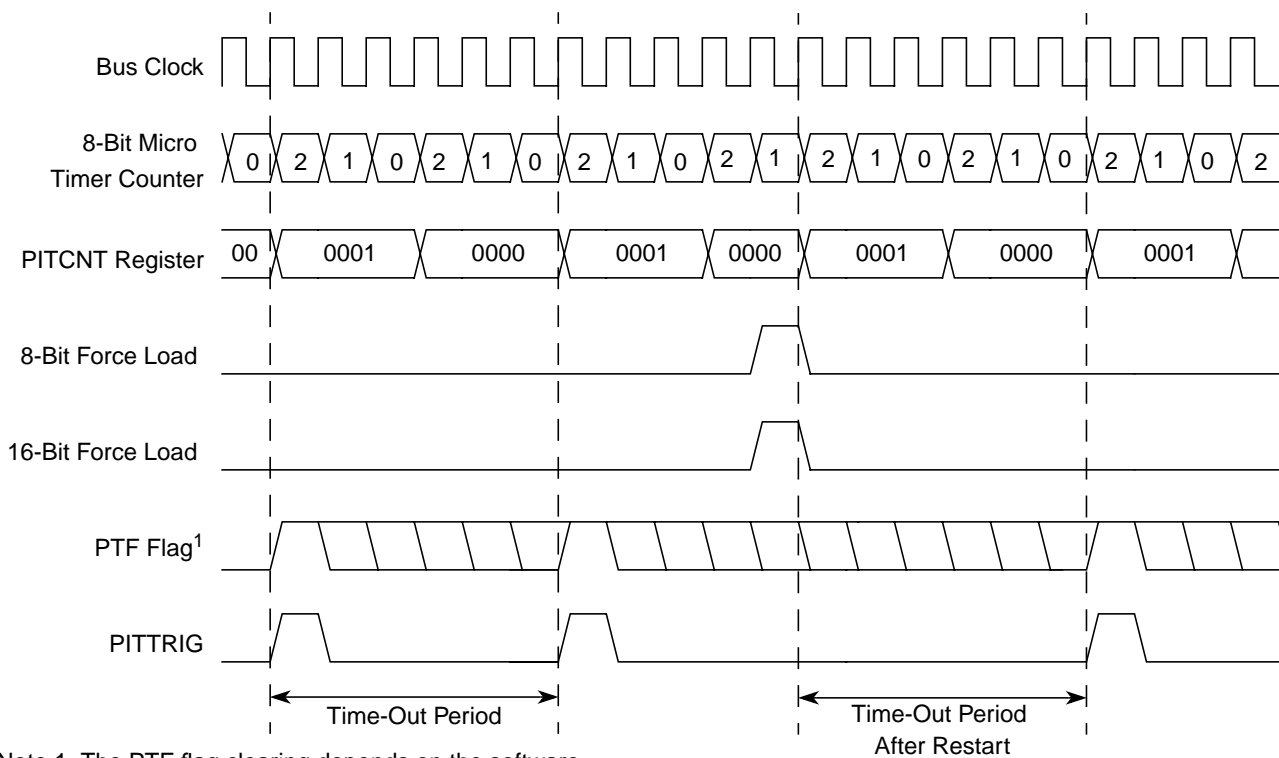 Bus Clock
8-Bit Micro
Timer Counter
0 2 1 0 2 1 0 2 1 0 2 1 2 1 0 2 1 0 2 1 0 2
PITCNT Register
00 0001 0000 0001 0000 0001 0000 0001
8-Bit Force Load
16-Bit Force Load
PTF Flag1
PITTRIG
Time-Out Period
Time-Out Period
After Restart
Note 1. The PTF flag clearing depends on the software